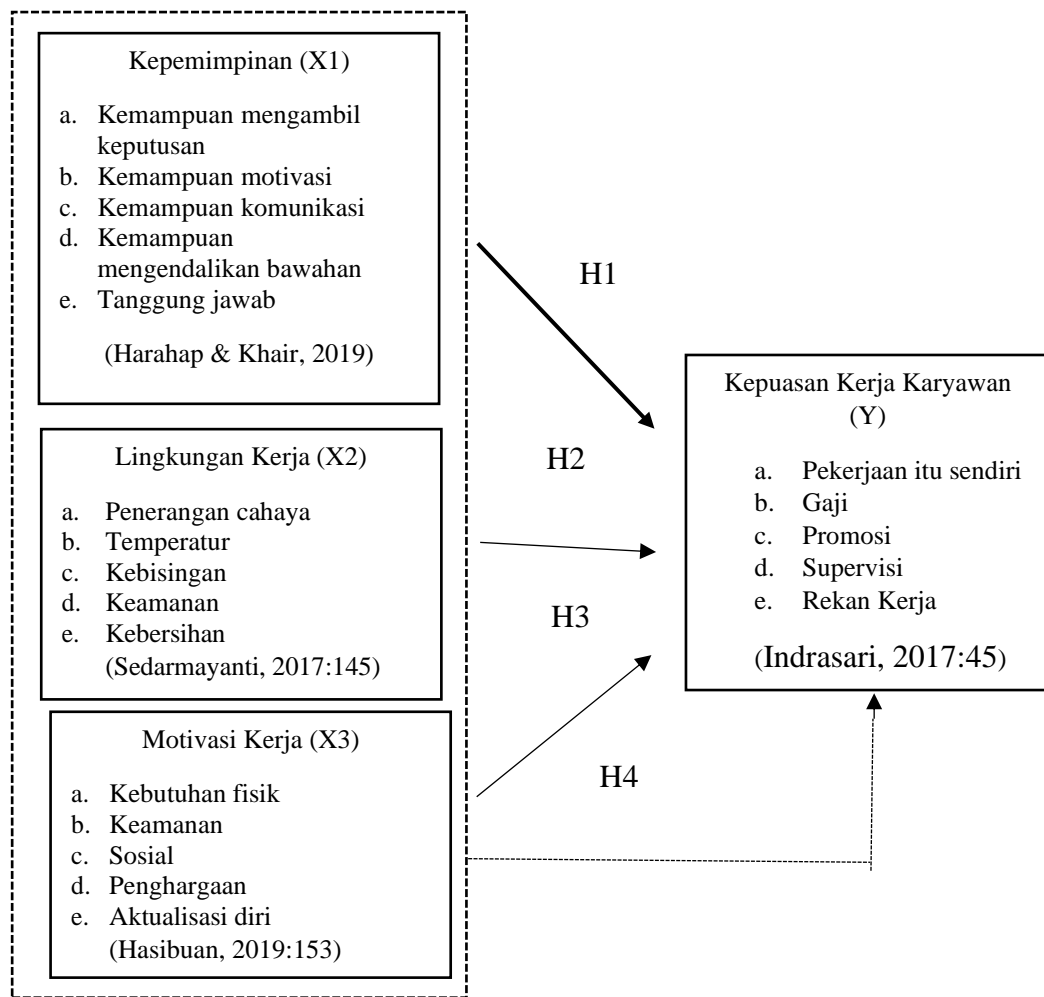 Kepemimpinan (X1)
a. Kemampuan mengambil
keputusan
b. Kemampuan motivasi
c. Kemampuan komunikasi
d. Kemampuan
mengendalikan bawahan
e. Tanggung jawab
(Harahap & Khair, 2019)
Lingkungan Kerja (X2)
a. Penerangan cahaya
b. Temperatur
c. Kebisingan
d. Keamanan
e. Kebersihan
(Sedarmayanti, 2017:145)
Motivasi Kerja (X3)
a. Kebutuhan fisik
b. Keamanan
c. Sosial
d. Penghargaan
e. Aktualisasi diri
(Hasibuan, 2019:153)
H1
H2
H3
H4
Kepuasan Kerja Karyawan
(Y)
a. Pekerjaan itu sendiri
b. Gaji
c. Promosi
d. Supervisi
e. Rekan Kerja
(Indrasari, 2017:45)